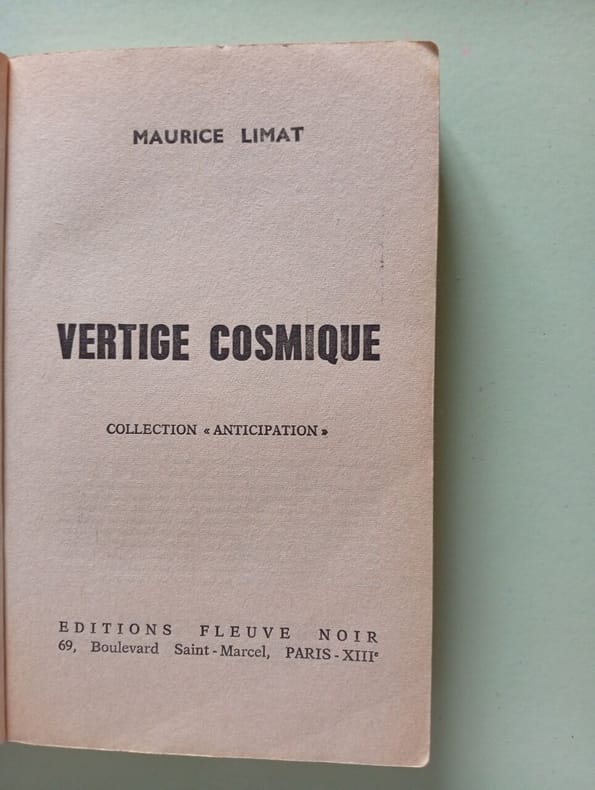 MAURICE LIMAT
VERTIGE COSMIQUE
COLLECTION « ANTICIPATION »
EDITIONS FLEUVE NOIR
69, Boulevard Saint-Marcel, PARIS-XIIIᵉ